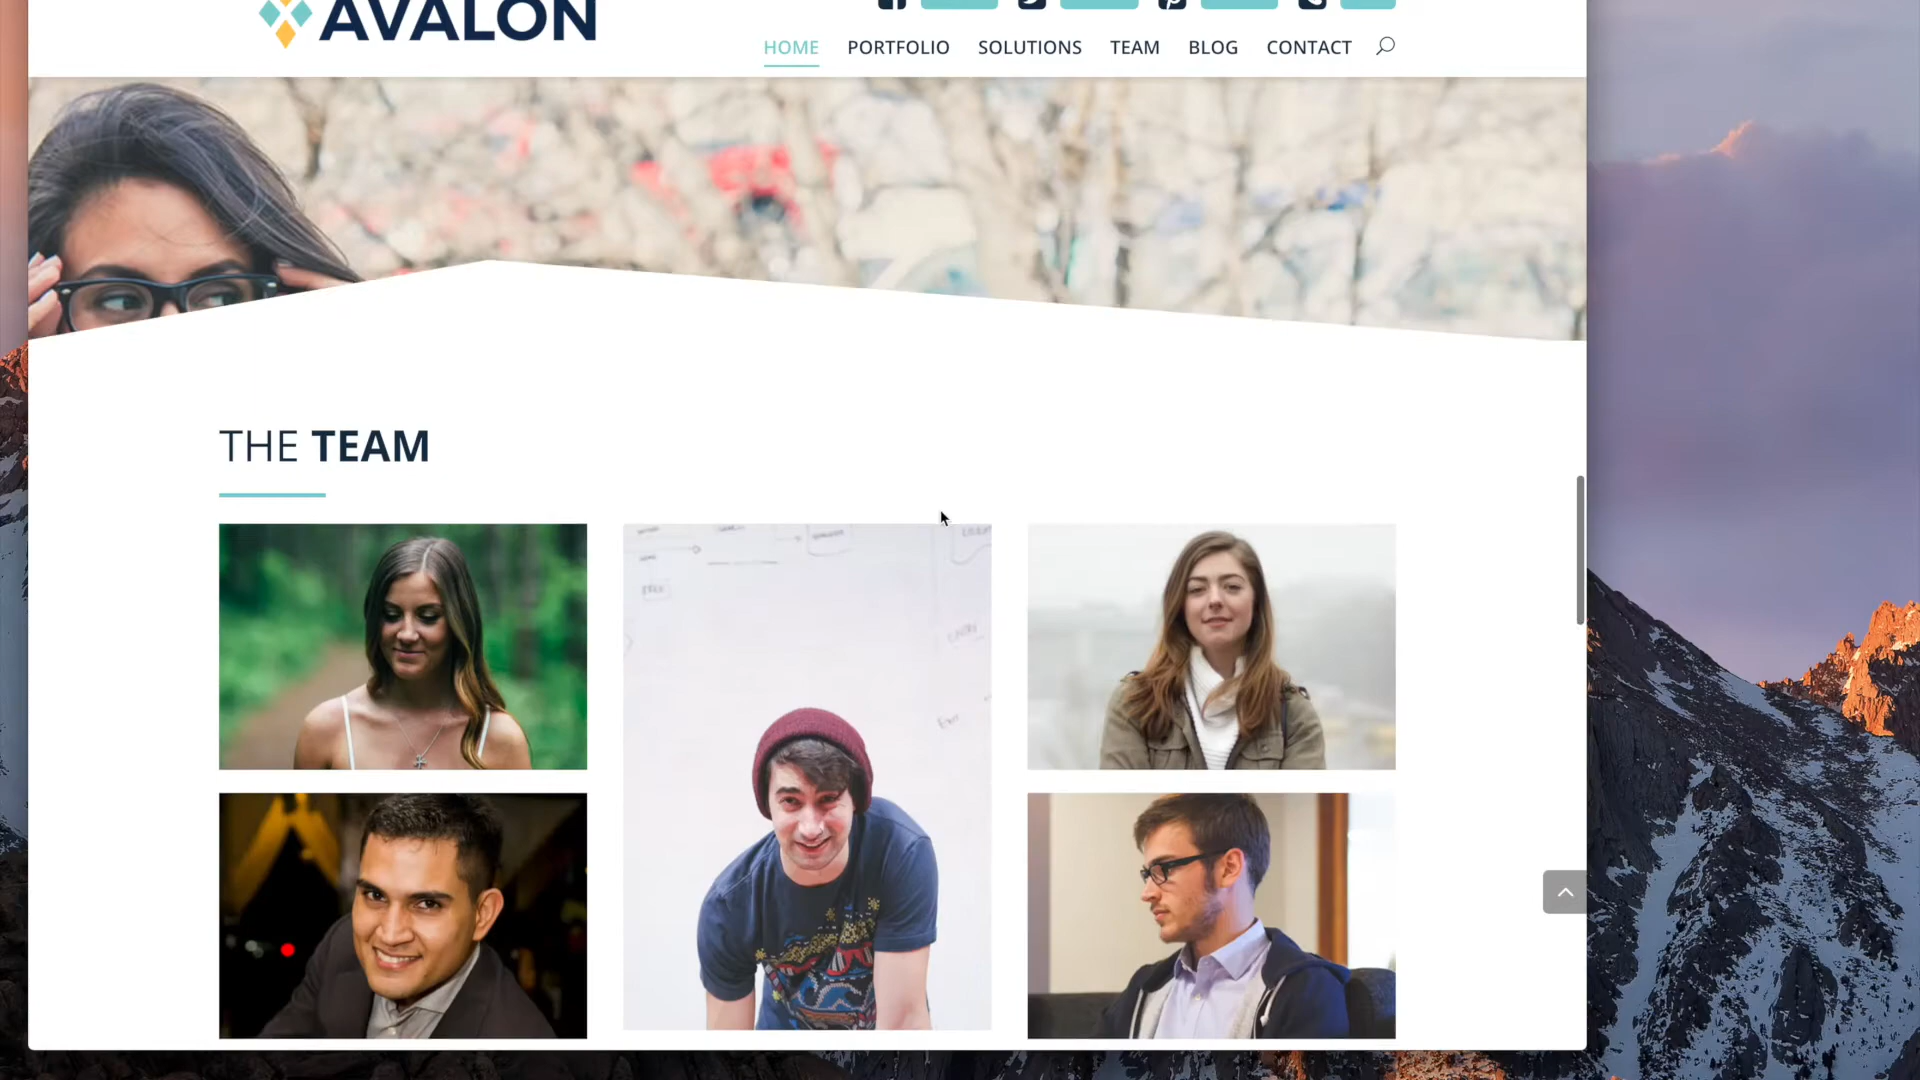 AVALON
HOME PORTFOLIO SOLUTIONS TEAM BLOG CONTACT
THE TEAM